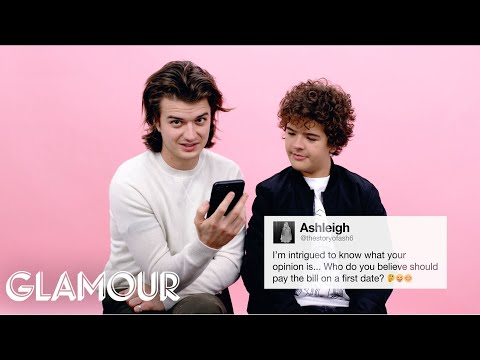 Ashleigh
@thestoryofash6
I'm intrigued to know what your
opinion is... Who do you believe should
pay the bill on a first date? 🤔😂😊
GLAMOUR